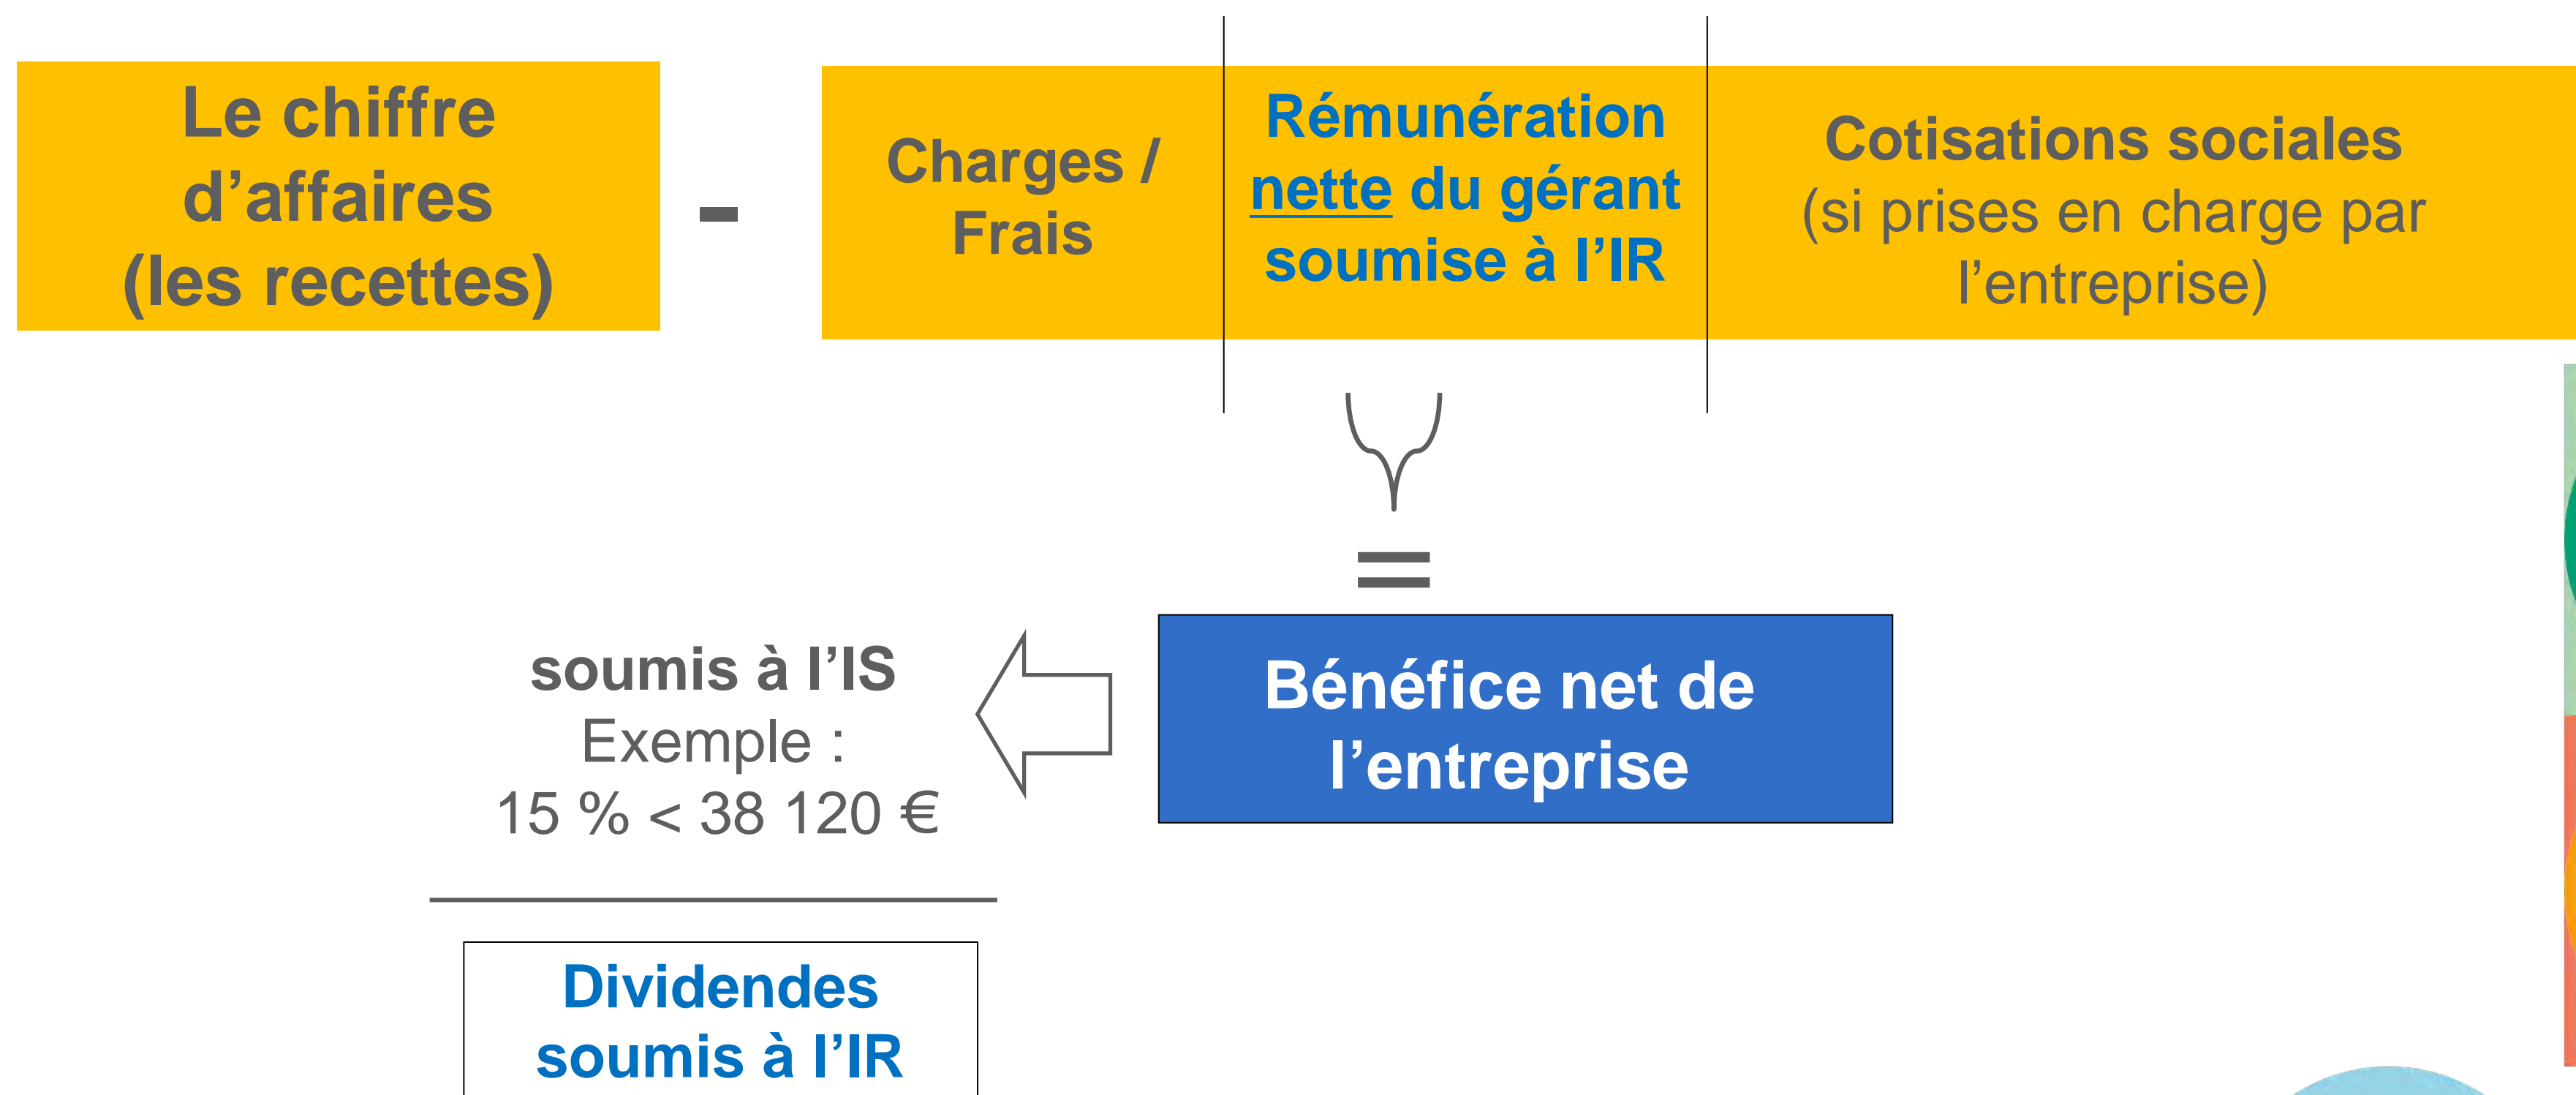 Le chiffre
d’affaires
(les recettes)
-
Charges /
Frais
Rémunération
nette du gérant
soumise à l’IR
Cotisations sociales
(si prises en charge par
l’entreprise)
=
soumis à l’IS
Exemple :
15 % < 38 120 €
Bénéfice net de
l’entreprise
Dividendes
soumis à l’IR